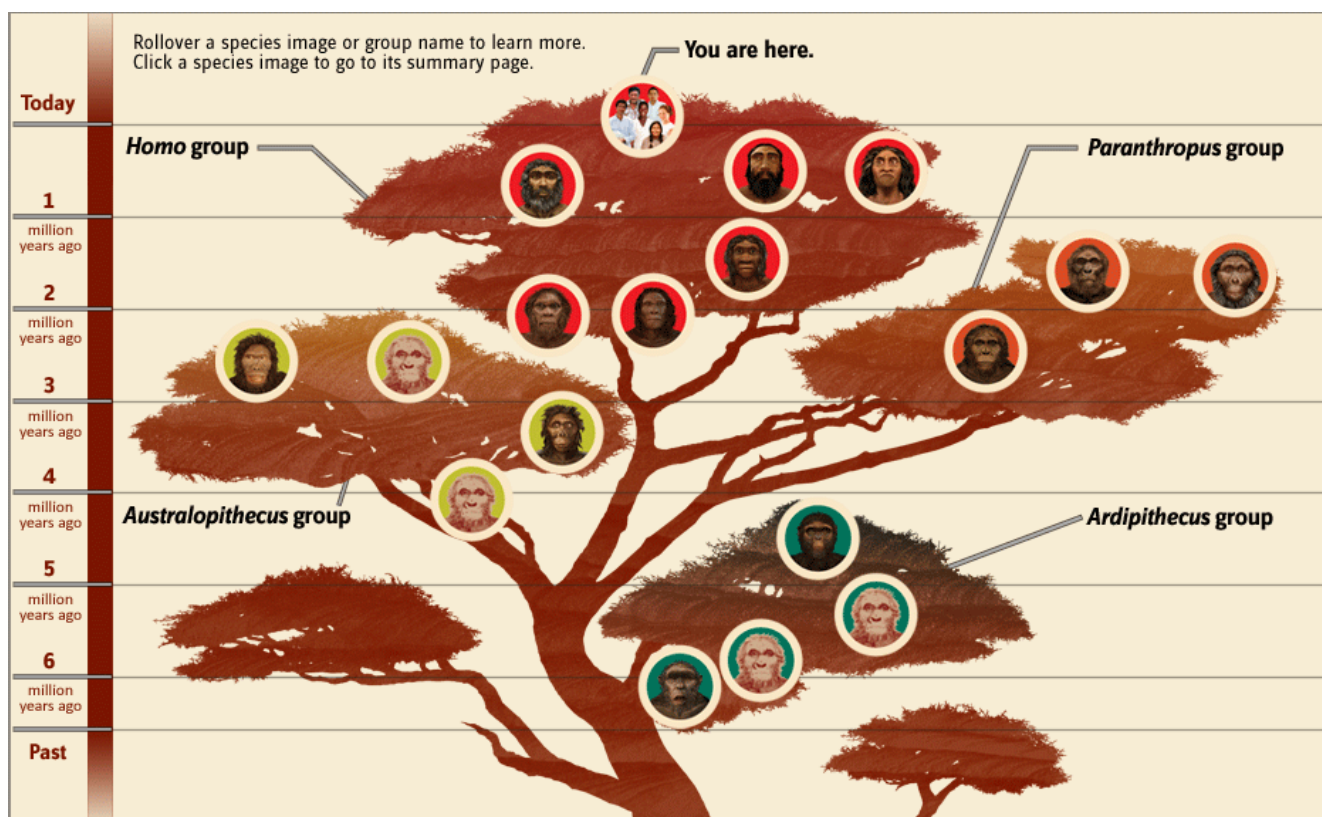 Rollover a species image or group name to learn more.
Click a species image to go to its summary page.
You are here.
Today
Homo group
Paranthropus group
1
million
years ago
2
million
years ago
3
million
years ago
4
million
years ago
Australopithecus group
Ardipithecus group
5
million
years ago
6
million
years ago
Past